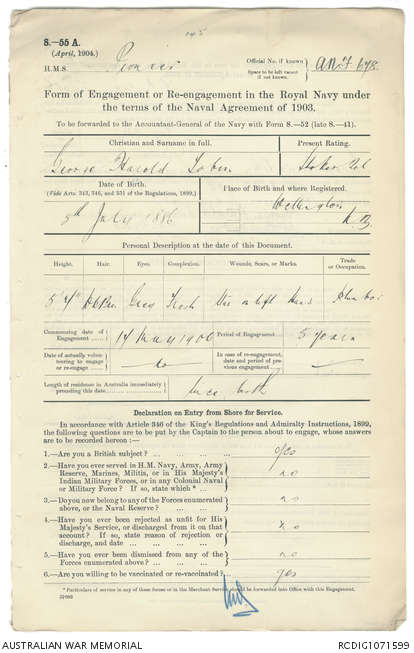 145
S.—55 A.
(April, 1904.)
H.M.S. Pioneer
Official No. if known
Space to be left vacant if not known.
AN.F. 698
Form of Engagement or Re-engagement in the Royal Navy under
the terms of the Naval Agreement of 1903.
To be forwarded to the Accountant-General of the Navy with Form S.—52 (late S.—41).
Christian and Surname in full.
Present Rating.
George Harold Tobin
Stoker 2nd Cl
Date of Birth.
(Vide Arts. 343, 346, and 531 of the Regulations, 1899.)
Place of Birth and where Registered.
5th July 1886
Wellington
N.Z.
Personal Description at the date of this Document.
Height.
Hair.
Eyes.
Complexion.
Wounds, Scars, or Marks.
Trade or Occupation.
Grey
Fresh
left
Commencing date of Engagement
14 May 1906
Period of Engagement
5 years
Date of actually volunteering to engage or re-engage
do
In case of re-engagement, date and period of previous engagement
Length of residence in Australia immediately preceding this date
Since birth
Declaration on Entry from Shore for Service.
In accordance with Article 346 of the King's Regulations and Admiralty Instructions, 1899,
the following questions are to be put by the Captain to the person about to engage, whose answers
are to be recorded herein:—
1.—Are you a British subject? yes
2.—Have you ever served in H.M. Navy, Army, Army
Reserve, Marines, Militia, or in His Majesty's
Indian Military Forces, or in any Colonial Naval
or Military Force? If so, state which * no
3.—Do you now belong to any of the Forces enumerated
above, or the Naval Reserve? no
4.—Have you ever been rejected as unfit for His
Majesty's Service, or discharged from it on that
account? If so, state reason of rejection or
discharge, and date no
5.—Have you ever been dismissed from any of the
Forces enumerated above? no
6.—Are you willing to be vaccinated or re-vaccinated? yes
* Particulars of service in any of these forces or in the Merchant Service will be forwarded into Office with this Engagement.
AUSTRALIAN WAR MEMORIAL
RCDIG1071599